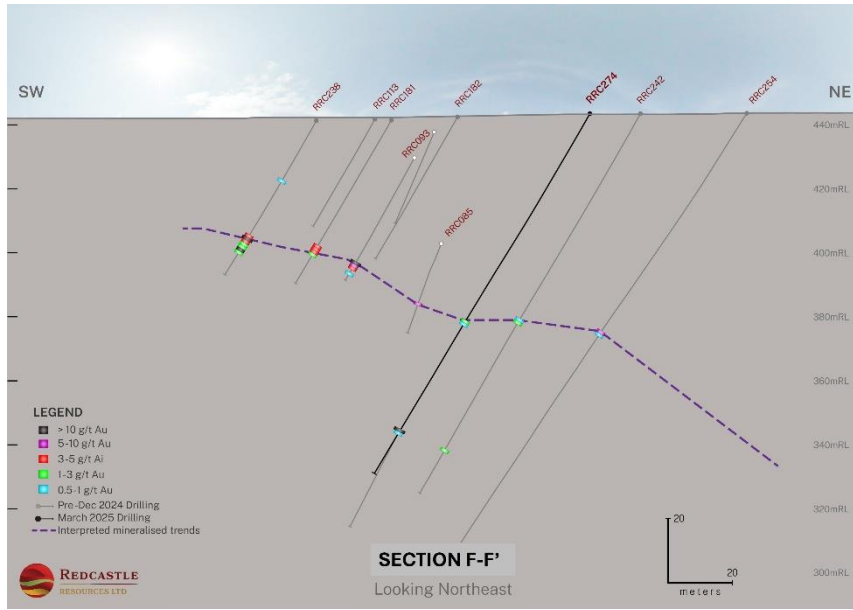 SW
NE
RRC238
RRC113
RRC181
RRC093
RRC182
RRC085
RRC274
RRC242
RRC254
440mRL
420mRL
400mRL
380mRL
360mRL
340mRL
320mRL
300mRL
LEGEND
> 10 g/t Au
5-10 g/t Au
3-5 g/t Ai
1-3 g/t Au
0.5-1 g/t Au
Pre-Dec 2024 Drilling
March 2025 Drilling
Interpreted mineralised trends
REDCASTLE
RESOURCES LTD
SECTION F-F'
Looking Northeast
20
20
meters